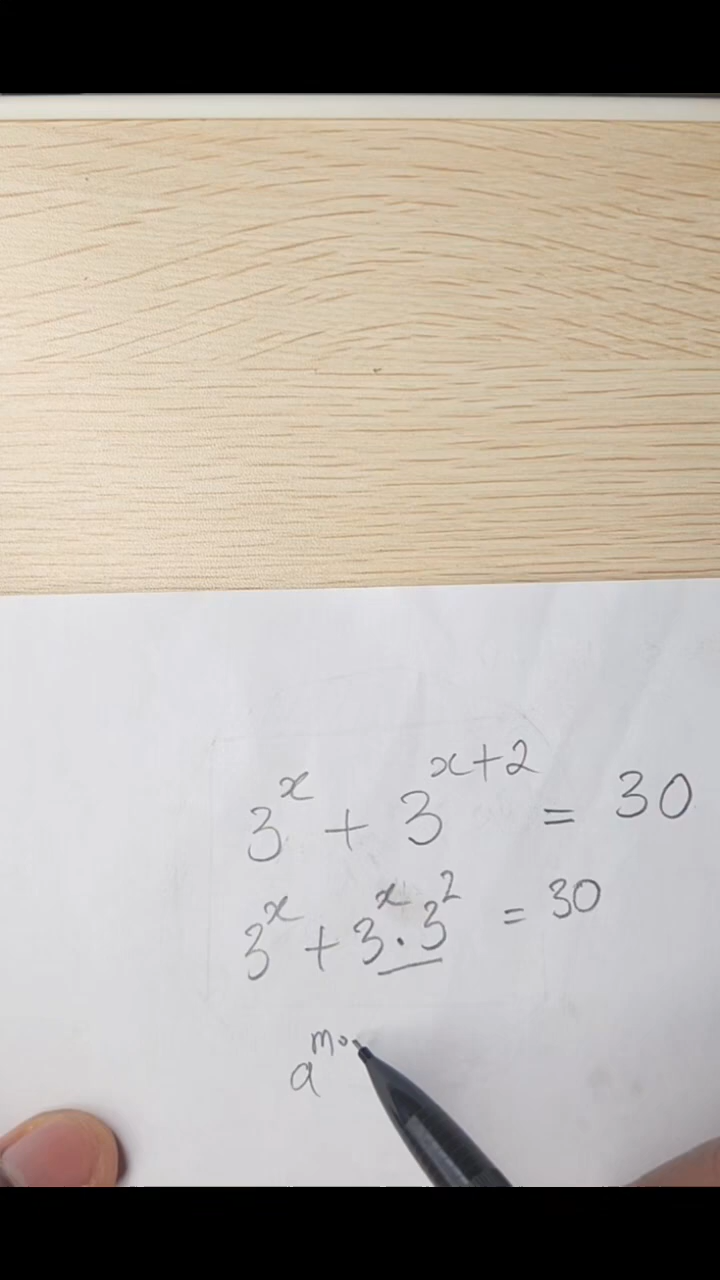 3^x + 3^{x+2} = 30
3^x + 3^x · 3^2 = 30
a^{m·}